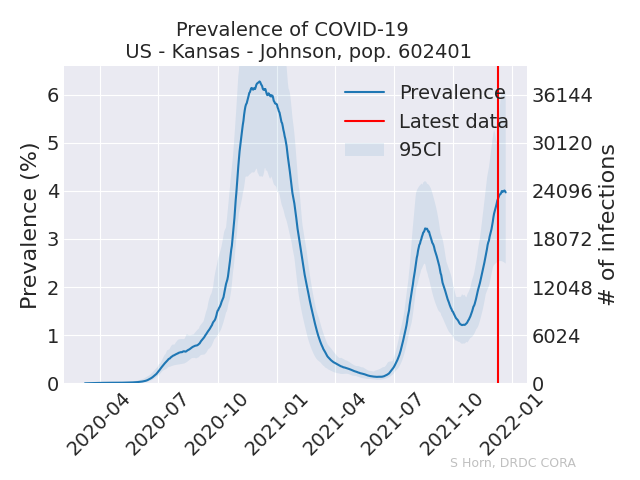 Prevalence of COVID-19
US - Kansas - Johnson, pop. 602401
Prevalence
Latest data
95CI
Prevalence (%)
6
5
4
3
2
1
0
36144
30120
24096
18072
12048
6024
0
# of infections
2020-04
2020-07
2020-10
2021-01
2021-04
2021-07
2021-10
2022-01
S Horn, DRDC CORA